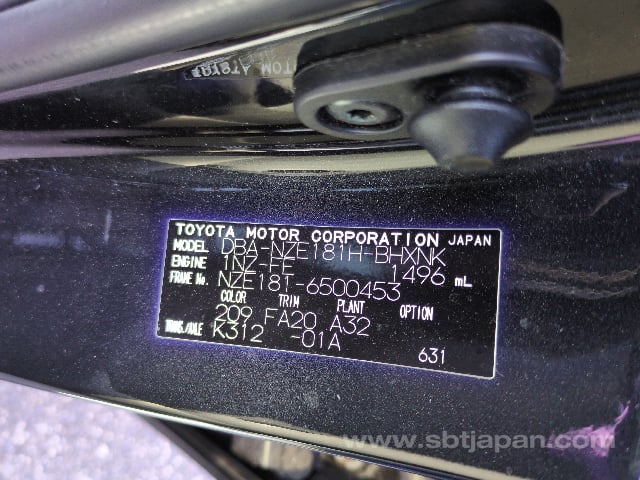 TOYOTA MOTOR CORPORATION JAPAN
MODEL DBA-NZE181H-BHXNK
ENGINE 1NZ-FE 1496 mL
FRAME No. NZE181-6500453
COLOR TRIM PLANT OPTION
209 FA20 A32
TRANS./AXLE K312 -01A
631
www.sbtjapan.com